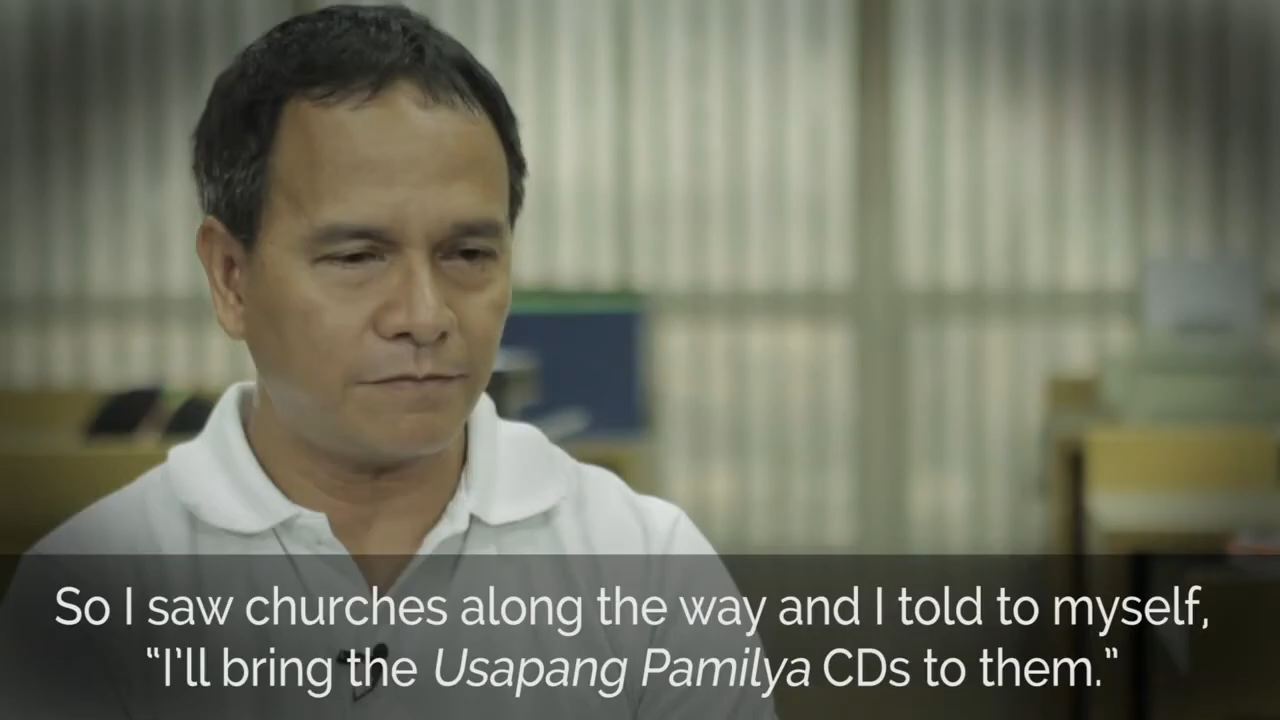 So I saw churches along the way and I told to myself,
“I’ll bring the Usapang Pamilya CDs to them.”